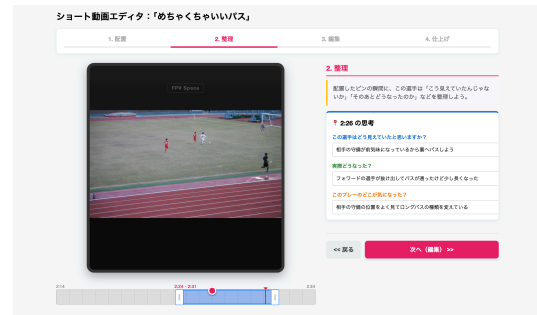 ショート動画エディタ：「めちゃくちゃいいパス」
1. 配置
2. 整理
3. 編集
4. 仕上げ
FPV Space
2. 整理
配置したピンの瞬間に、この選手は「こう見えていたんじゃな
いか」「そのあとどうなったのか」などを整理しよう。
2:26 の思考
この選手はどう見えていたと思いますか？
相手の守備が前気味になっているから裏へパスしよう
実際どうなった？
フォワードの選手が抜け出してパスが通ったけど少し長くなった
このプレーのどこが気になった？
相手の守備の位置をよく見てロングパスの種類を変えている
<< 戻る
次へ（編集） >>
2:14
2:24 - 2:31
2:34